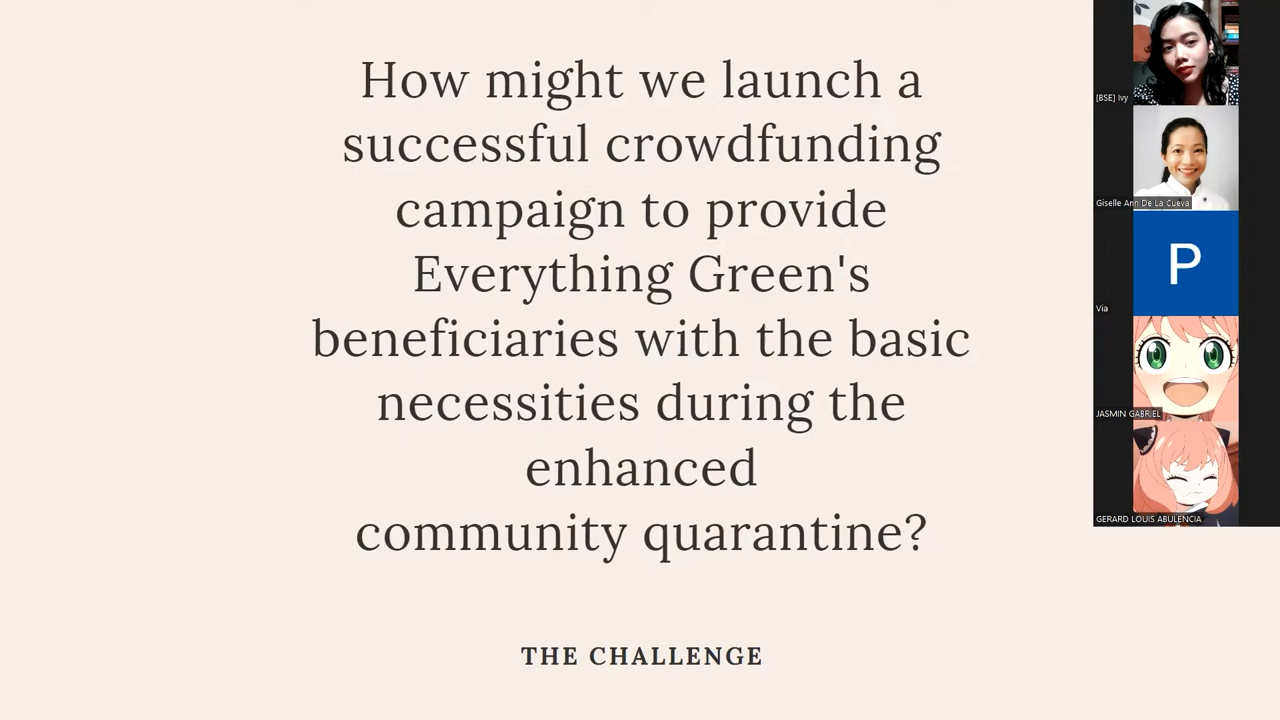 How might we launch a
successful crowdfunding
campaign to provide
Everything Green's
beneficiaries with the basic
necessities during the
enhanced
community quarantine?
THE CHALLENGE
[BSE] Ivy
Giselle Ann De La Cueva
P
Via
JASMIN GABRIEL
GERARD LOUIS ABULENCIA